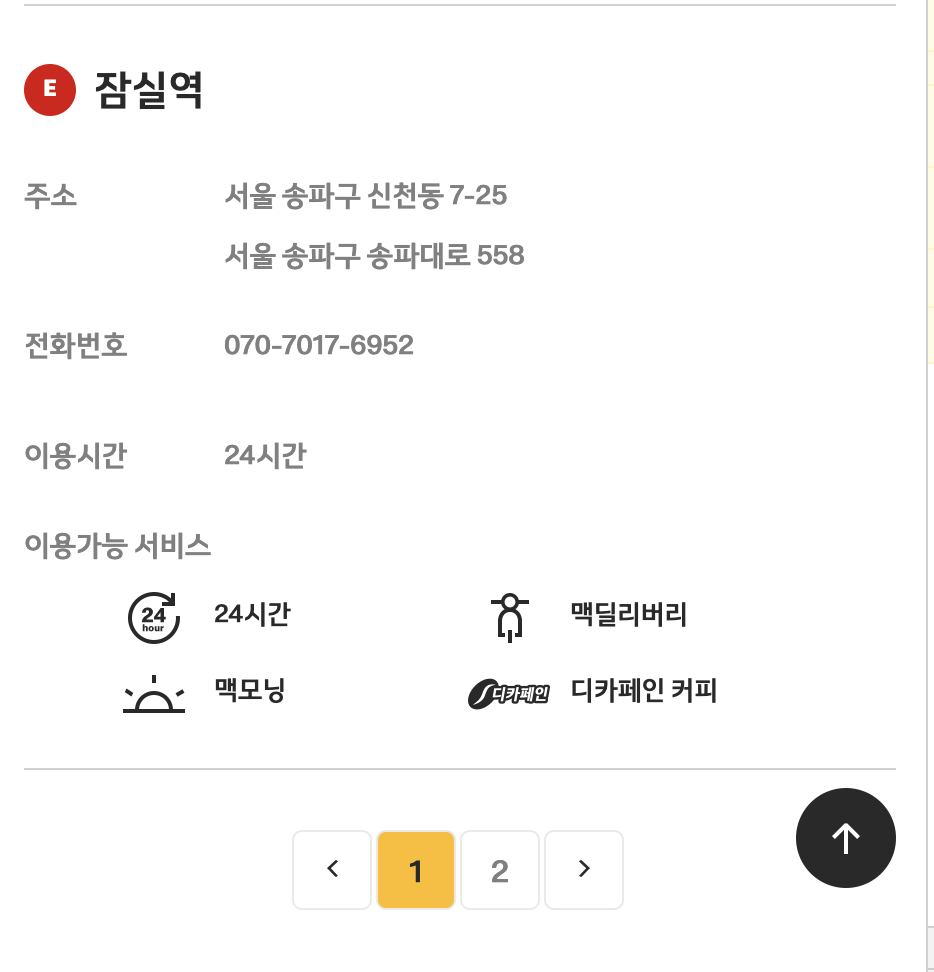 E 잠실역
주소 서울 송파구 신천동 7-25
서울 송파구 송파대로 558
전화번호 070-7017-6952
이용시간 24시간
이용가능 서비스
24 hour 24시간 맥딜리버리
맥모닝 디카페인 디카페인 커피
1 2